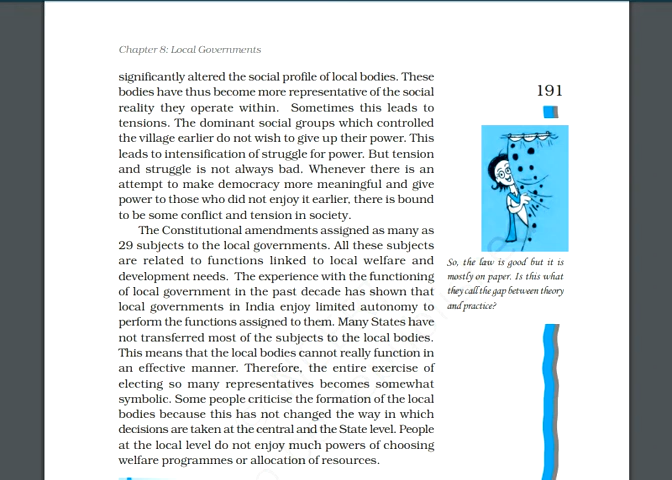 Chapter 8: Local Governments
significantly altered the social profile of local bodies. These
bodies have thus become more representative of the social
reality they operate within.  Sometimes this leads to
tensions. The dominant social groups which controlled
the village earlier do not wish to give up their power. This
leads to intensification of struggle for power. But tension
and struggle is not always bad. Whenever there is an
attempt to make democracy more meaningful and give
power to those who did not enjoy it earlier, there is bound
to be some conflict and tension in society.
The Constitutional amendments assigned as many as
29 subjects to the local governments. All these subjects
are related to functions linked to local welfare and
development needs. The experience with the functioning
of local government in the past decade has shown that
local governments in India enjoy limited autonomy to
perform the functions assigned to them. Many States have
not transferred most of the subjects to the local bodies.
This means that the local bodies cannot really function in
an effective manner. Therefore, the entire exercise of
electing so many representatives becomes somewhat
symbolic. Some people criticise the formation of the local
bodies because this has not changed the way in which
decisions are taken at the central and the State level. People
at the local level do not enjoy much powers of choosing
welfare programmes or allocation of resources.
191
So, the law is good but it is
mostly on paper. Is this what
they call the gap between theory
and practice?